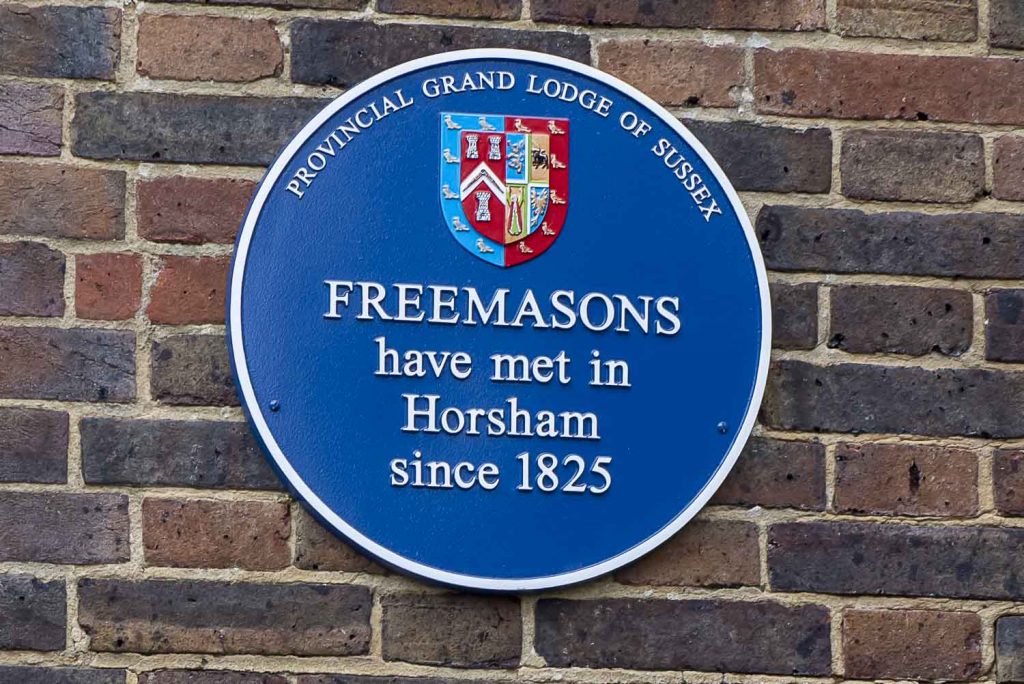 PROVINCIAL GRAND LODGE OF SUSSEX
FREEMASONS
have met in
Horsham
since 1825